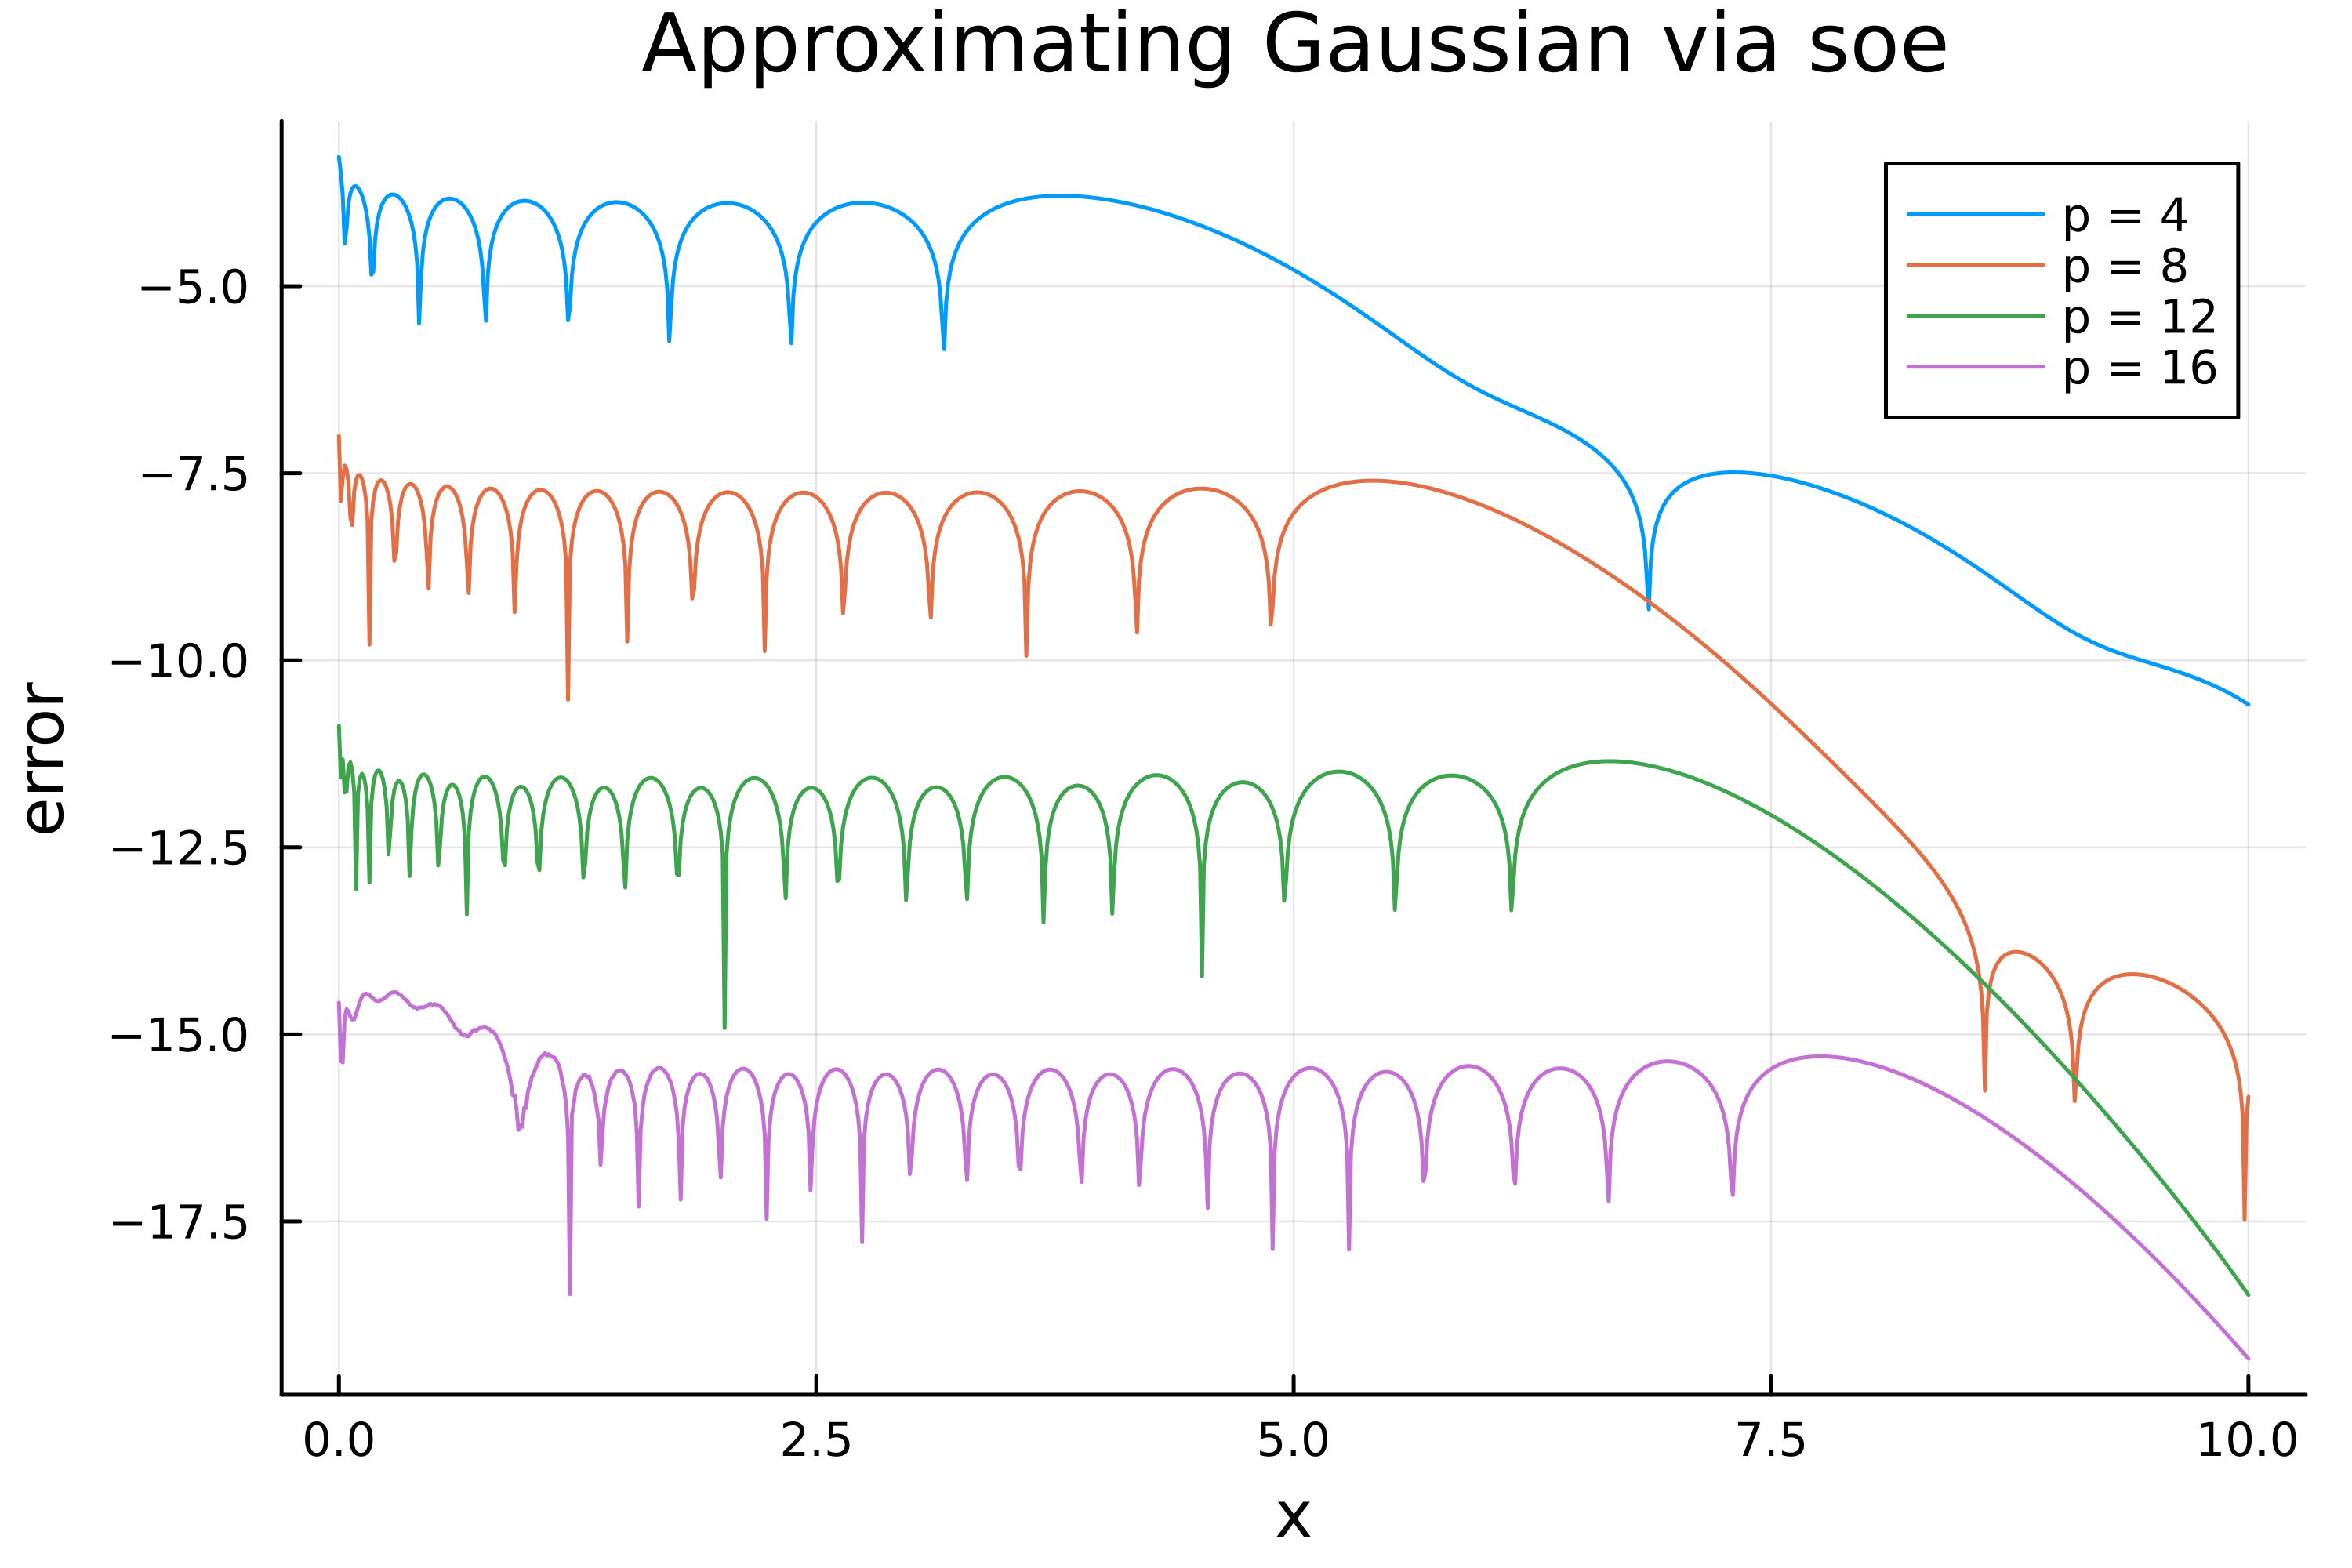 Approximating Gaussian via soe
p = 4
p = 8
p = 12
p = 16
error
−5.0
−7.5
−10.0
−12.5
−15.0
−17.5
0.0 2.5 5.0 7.5 10.0
x